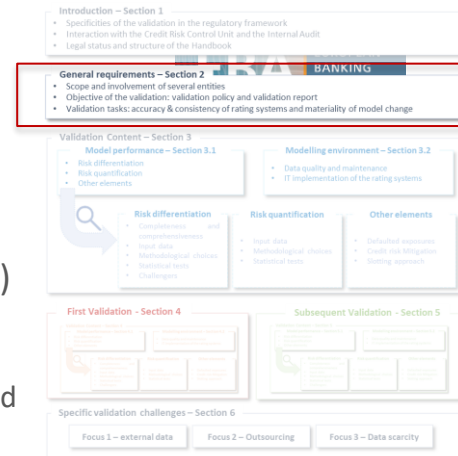 Introduction – Section 1
• Specificities of the validation in the regulatory framework
• Interaction with the Credit Risk Control Unit and the Internal Audit
• Legal status and structure of the Handbook
BANKING
General requirements – Section 2
• Scope and involvement of several entities
• Objective of the validation: validation policy and validation report
• Validation tasks: accuracy & consistency of rating systems and materiality of model change
Validation Content – Section 3
Model performance – Section 3.1
• Risk differentiation
• Risk quantification
• Other elements
Modelling environment – Section 3.2
• Data quality and maintenance
• IT implementation of the rating systems
Risk differentiation
• Completeness and
comprehensiveness
• Input data
• Methodological choices
• Statistical tests
• Challengers
Risk quantification
• Input data
• Methodological choices
• Statistical tests
Other elements
• Defaulted exposures
• Credit risk Mitigation
• Slotting approach
)
First Validation - Section 4
Subsequent Validation - Section 5
d
Specific validation challenges – Section 6
Focus 1 – external data
Focus 2 – Outsourcing
Focus 3 – Data scarcity